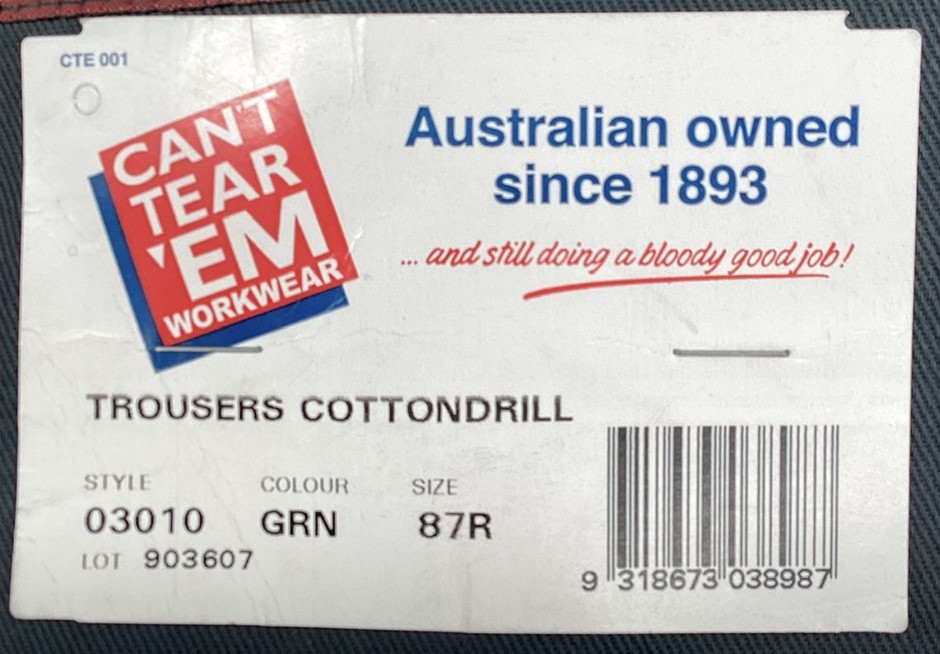 CTE 001
CAN'T
TEAR
'EM
WORKWEAR
Australian owned
since 1893
... and still doing a bloody good job!
TROUSERS COTTONDRILL
STYLE COLOUR SIZE
03010 GRN 87R
LOT 903607
9 318673 038987